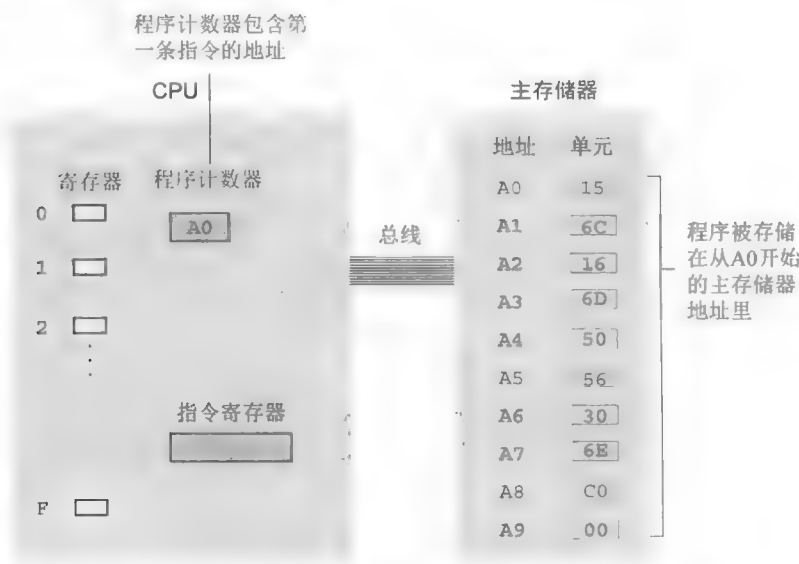 程序计数器包含第
一条指令的地址
CPU
主存储器
地址 单元
寄存器 程序计数器
0
A0
1
2
指令寄存器
F
总线
A0 15
A1 6C
A2 16
A3 6D
A4 50
A5 56
A6 30
A7 6E
A8 C0
A9 00
程序被存储
在从A0开始
的主存储器
地址里